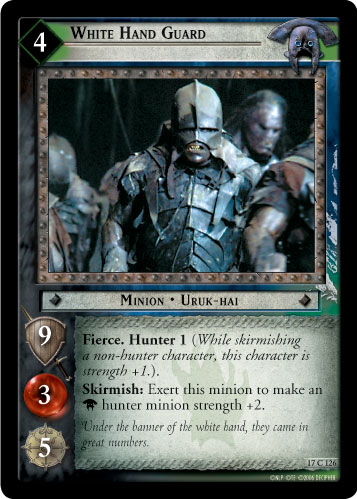 4
White Hand Guard
Minion • Uruk-hai
9
Fierce. Hunter 1 (While skirmishing
a non-hunter character, this character is
strength +1.).
3
Skirmish: Exert this minion to make an
hunter minion strength +2.
5
Under the banner of the white hand, they came in
great numbers.
17 C 126